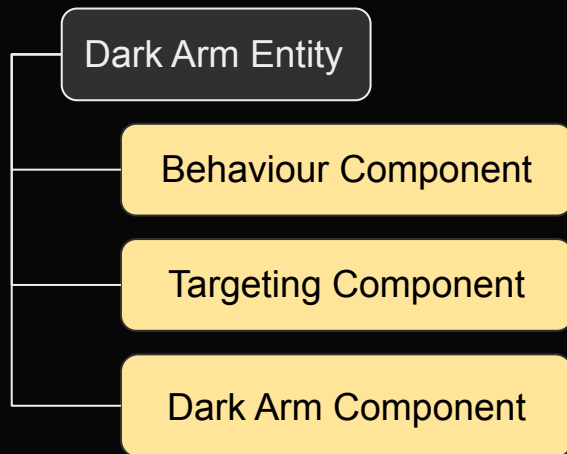 Dark Arm Entity
Behaviour Component
Targeting Component
Dark Arm Component